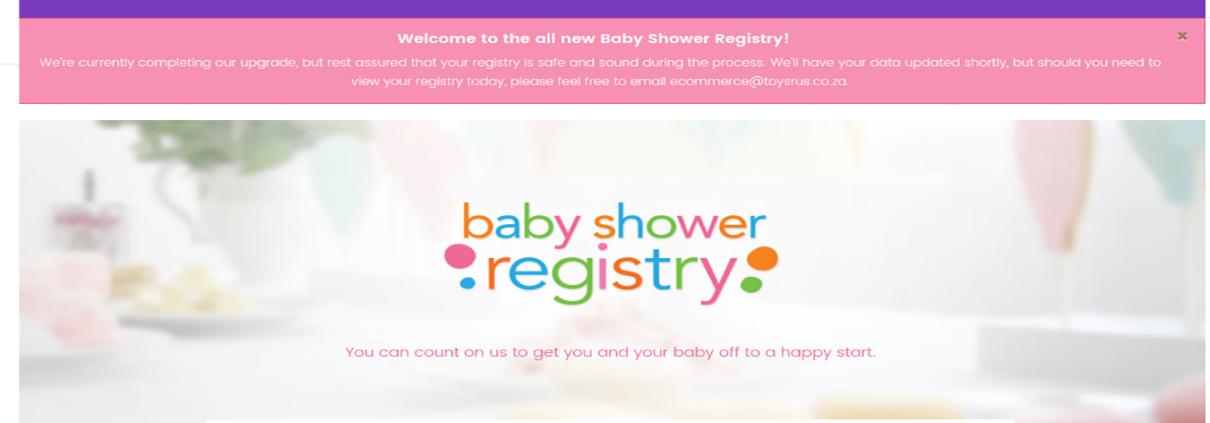 Welcome to the all new Baby Shower Registry!
We're currently completing our upgrade, but rest assured that your registry is safe and sound during the process. We'll have your data updated shortly, but should you need to
view your registry today, please feel free to email ecommerce@toysrus.co.za.
baby shower
registry
You can count on us to get you and your baby off to a happy start.